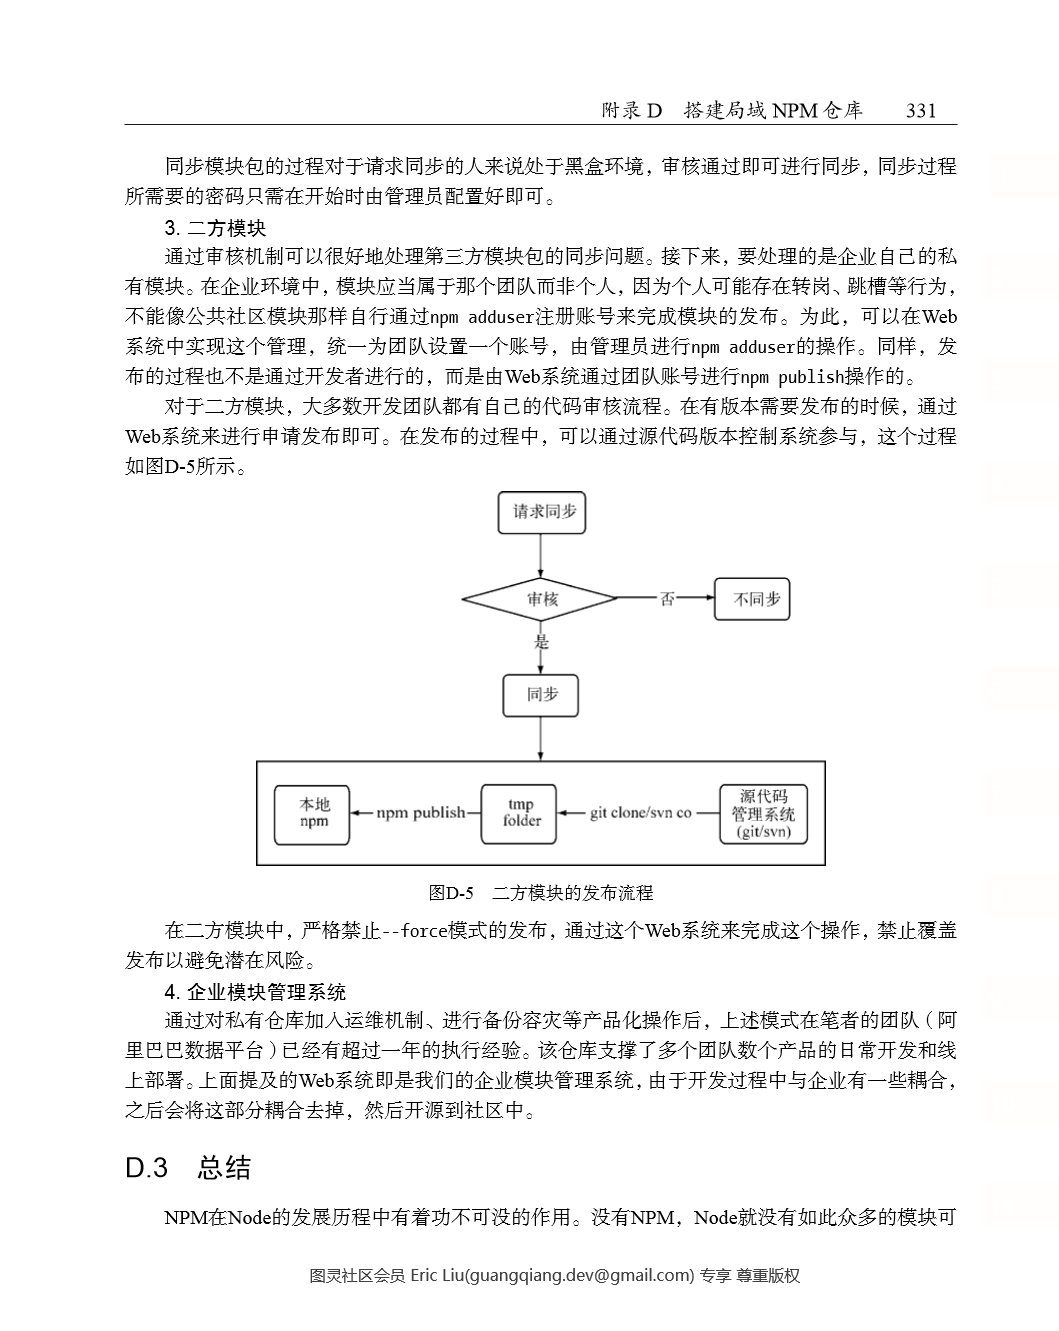 附录 D 搭建局域 NPM 仓库 331
同步模块包的过程对于请求同步的人来说处于黑盒环境，审核通过即可进行同步，同步过程
所需要的密码只需在开始时由管理员配置好即可。
3. 二方模块
通过审核机制可以很好地处理第三方模块包的同步问题。接下来，要处理的是企业自己的私
有模块。在企业环境中，模块应当属于那个团队而非个人，因为个人可能存在转岗、跳槽等行为，
不能像公共社区模块那样自行通过npm adduser注册账号来完成模块的发布。为此，可以在Web
系统中实现这个管理，统一为团队设置一个账号，由管理员进行npm adduser的操作。同样，发
布的过程也不是通过开发者进行的，而是由Web系统通过团队账号进行npm publish操作的。
对于二方模块，大多数开发团队都有自己的代码审核流程。在有版本需要发布的时候，通过
Web系统来进行申请发布即可。在发布的过程中，可以通过源代码版本控制系统参与，这个过程
如图D-5所示。
请求同步
审核
否
不同步
是
同步
本地
npm
npm publish
tmp
folder
git clone/svn co
源代码
管理系统
(git/svn)
图D-5 二方模块的发布流程
在二方模块中，严格禁止--force模式的发布，通过这个Web系统来完成这个操作，禁止覆盖
发布以避免潜在风险。
4. 企业模块管理系统
通过对私有仓库加入运维机制、进行备份容灾等产品化操作后，上述模式在笔者的团队（阿
里巴巴数据平台）已经有超过一年的执行经验。该仓库支撑了多个团队数个产品的日常开发和线
上部署。上面提及的Web系统即是我们的企业模块管理系统，由于开发过程中与企业有一些耦合，
之后会将这部分耦合去掉，然后开源到社区中。
D.3 总结
NPM在Node的发展历程中有着功不可没的作用。没有NPM，Node就没有如此众多的模块可
图灵社区会员 Eric Liu(guangqiang.dev@gmail.com) 专享 尊重版权